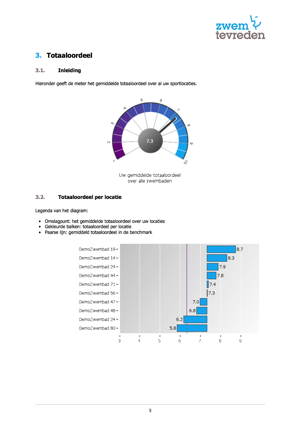 zwem
tevreden
3. Totaaloordeel
3.1. Inleiding
Hieronder geeft de meter het gemiddelde totaaloordeel over al uw sportlocaties.
7.3
Uw gemiddelde totaaloordeel
over alle zwembaden
3.2. Totaaloordeel per locatie
Legenda van het diagram:
• Omslagpunt: het gemiddelde totaaloordeel over uw locaties
• Gekleurde balken: totaaloordeel per locatie
• Paarse lijn: gemiddeld totaaloordeel in de benchmark
DemoZwembad 19 8.7
DemoZwembad 14 8.3
DemoZwembad 74 7.9
DemoZwembad 44 7.8
DemoZwembad 71 7.4
DemoZwembad 56 7.3
DemoZwembad 47 7.0
DemoZwembad 48 6.8
DemoZwembad 24 6.2
DemoZwembad 80 5.8
3 4 5 6 7 8 9
5